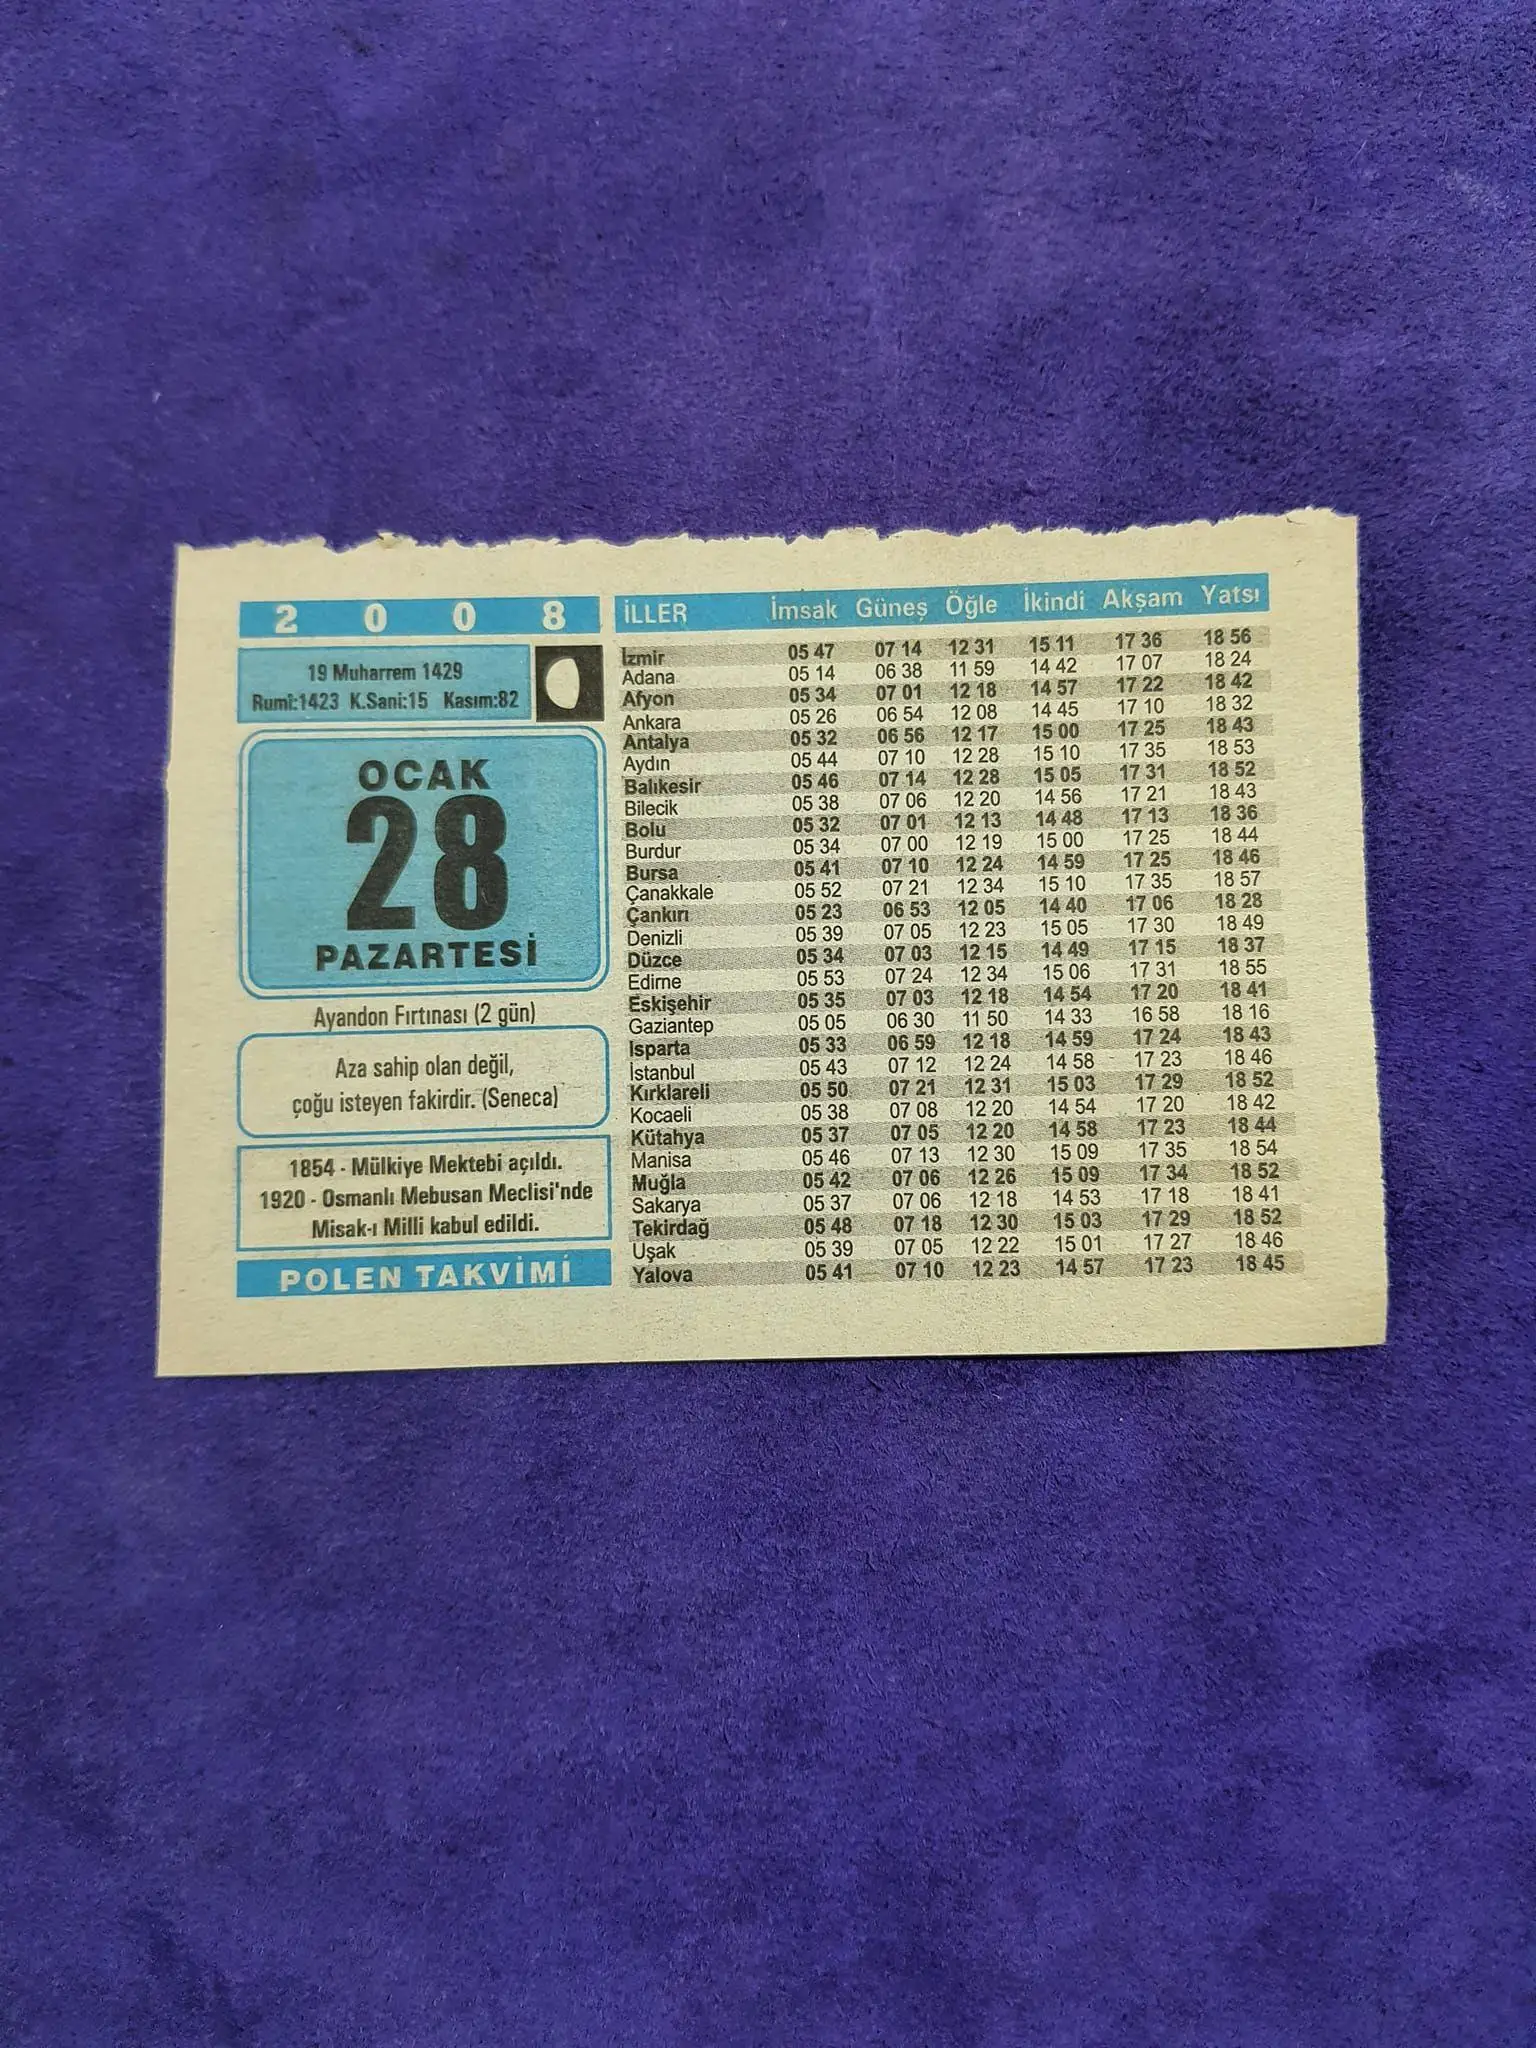 2 0 0 8
19 Muharrem 1429
Rumî:1423 K.Sani:15 Kasım:82
OCAK
28
PAZARTESİ
Ayandon Fırtınası (2 gün)
Aza sahip olan değil,
çoğu isteyen fakirdir. (Seneca)
1854 - Mülkiye Mektebi açıldı.
1920 - Osmanlı Mebusan Meclisi'nde
Misak-ı Milli kabul edildi.
POLEN TAKVİMİ
İLLER İmsak Güneş Öğle İkindi Akşam Yatsı
İzmir 05 47 07 14 12 31 15 11 17 36 18 56
Adana 05 14 06 38 11 59 14 42 17 07 18 24
Afyon 05 34 07 01 12 18 14 57 17 22 18 42
Ankara 05 26 06 54 12 08 14 45 17 10 18 32
Antalya 05 32 06 56 12 17 15 00 17 25 18 43
Aydın 05 44 07 10 12 28 15 10 17 35 18 53
Balıkesir 05 46 07 14 12 28 15 05 17 31 18 52
Bilecik 05 38 07 06 12 20 14 56 17 21 18 43
Bolu 05 32 07 01 12 13 14 48 17 13 18 36
Burdur 05 34 07 00 12 19 15 00 17 25 18 44
Bursa 05 41 07 10 12 24 14 59 17 25 18 46
Çanakkale 05 52 07 21 12 34 15 10 17 35 18 57
Çankırı 05 23 06 53 12 05 14 40 17 06 18 28
Denizli 05 39 07 05 12 23 15 05 17 30 18 49
Düzce 05 34 07 03 12 15 14 49 17 15 18 37
Edirne 05 53 07 24 12 34 15 06 17 31 18 55
Eskişehir 05 35 07 03 12 18 14 54 17 20 18 41
Gaziantep 05 05 06 30 11 50 14 33 16 58 18 16
Isparta 05 33 06 59 12 18 14 59 17 24 18 43
İstanbul 05 43 07 12 12 24 14 58 17 23 18 46
Kırklareli 05 50 07 21 12 31 15 03 17 29 18 52
Kocaeli 05 38 07 08 12 20 14 54 17 20 18 42
Kütahya 05 37 07 05 12 20 14 58 17 23 18 44
Manisa 05 46 07 13 12 30 15 09 17 35 18 54
Muğla 05 42 07 06 12 26 15 09 17 34 18 52
Sakarya 05 37 07 06 12 18 14 53 17 18 18 41
Tekirdağ 05 48 07 18 12 30 15 03 17 29 18 52
Uşak 05 39 07 05 12 22 15 01 17 27 18 46
Yalova 05 41 07 10 12 23 14 57 17 23 18 45